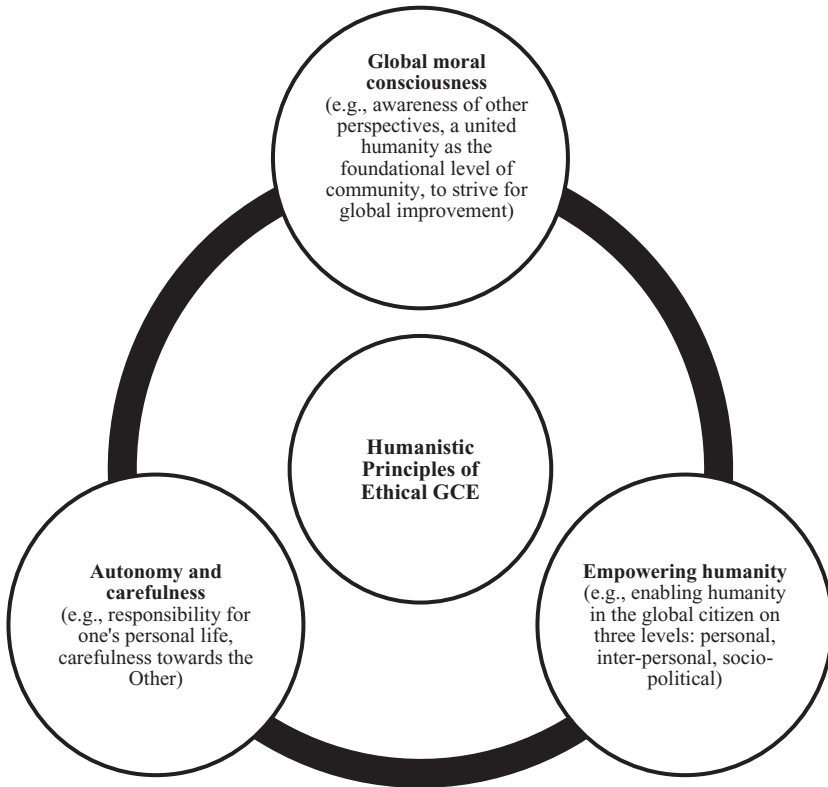 Global moral
consciousness
(e.g., awareness of other
perspectives, a united
humanity as the
foundational level of
community, to strive for
global improvement)
Humanistic
Principles of
Ethical GCE
Autonomy and
carefulness
(e.g., responsibility for
one's personal life,
carefulness towards the
Other)
Empowering humanity
(e.g., enabling humanity
in the global citizen on
three levels: personal,
inter-personal, socio-
political)